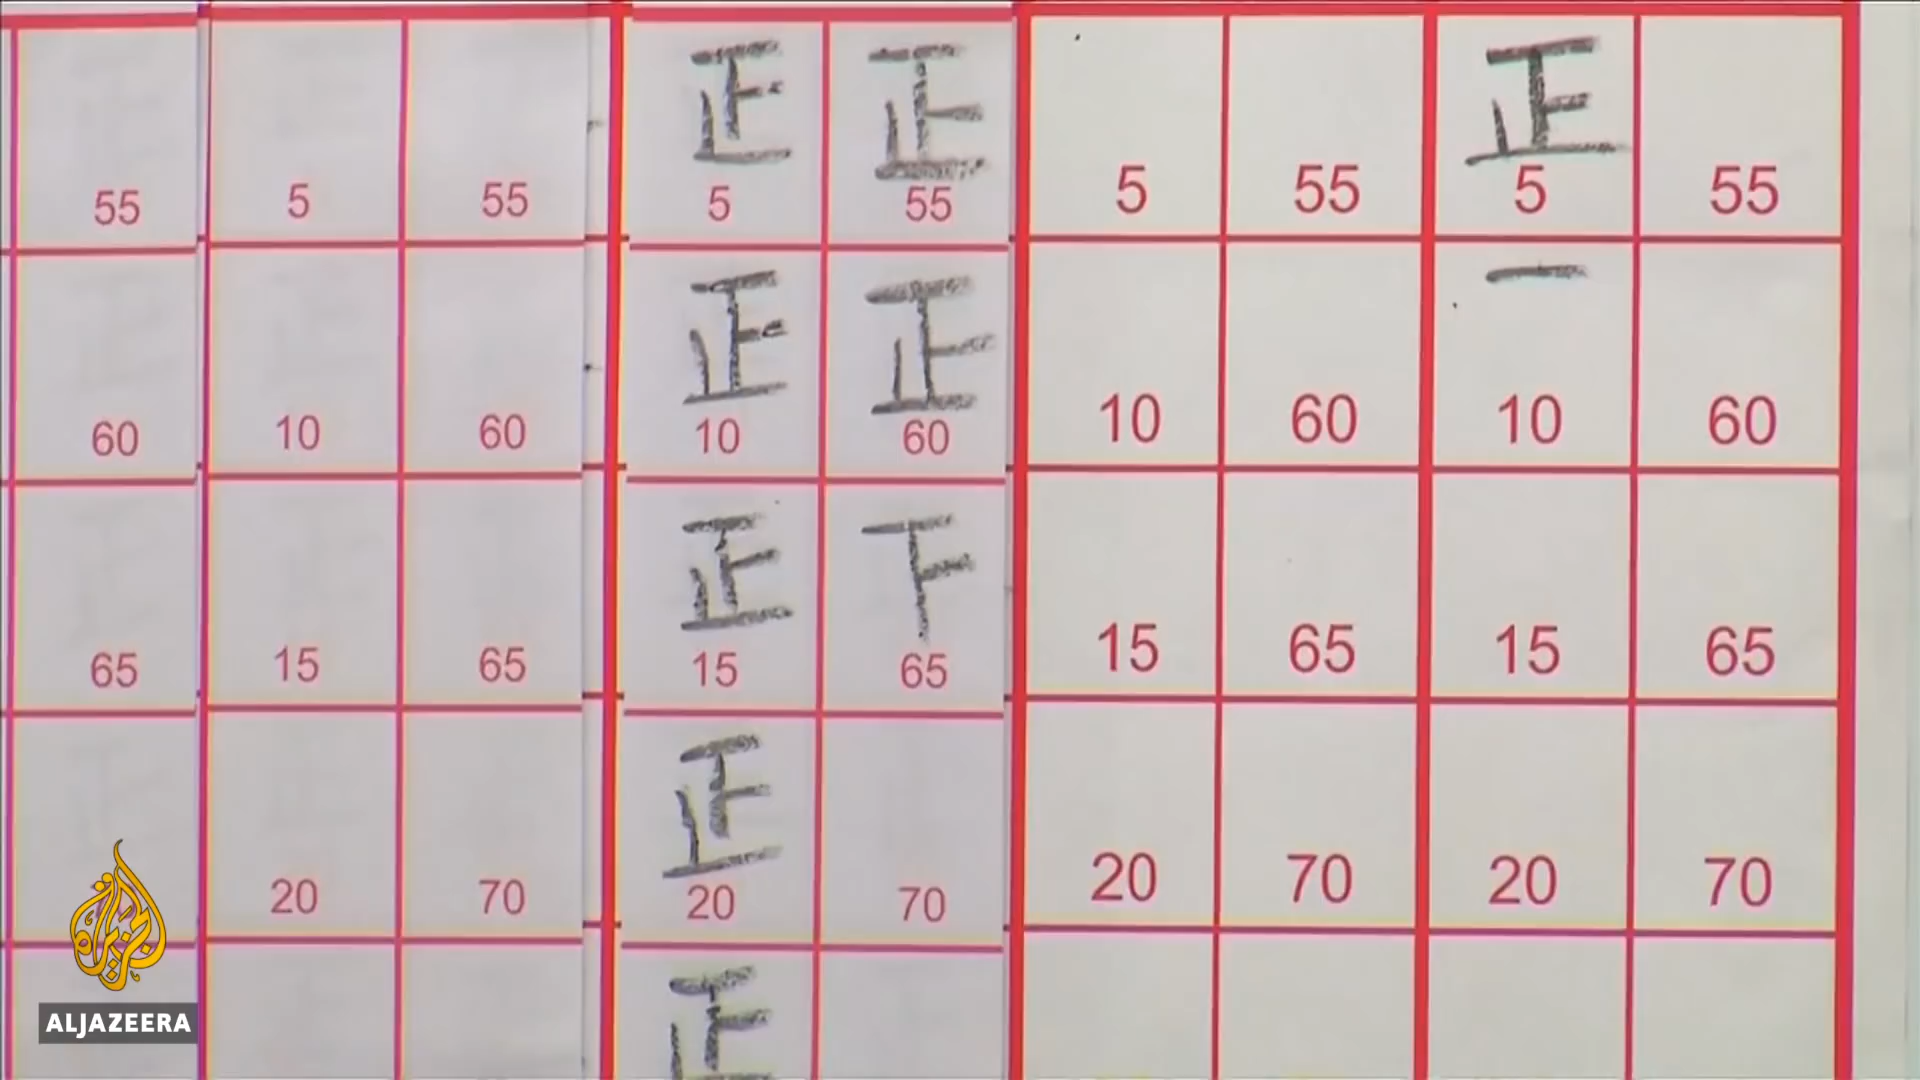 正 正 正
55 5 55 5 55 5 55 5 55
正 正 一
60 10 60 10 60 10 60 10 60
正 下
65 15 65 15 65 15 65 15 65
正
20 70 20 70 20 70 20 70
正
الجزيرة
ALJAZEERA